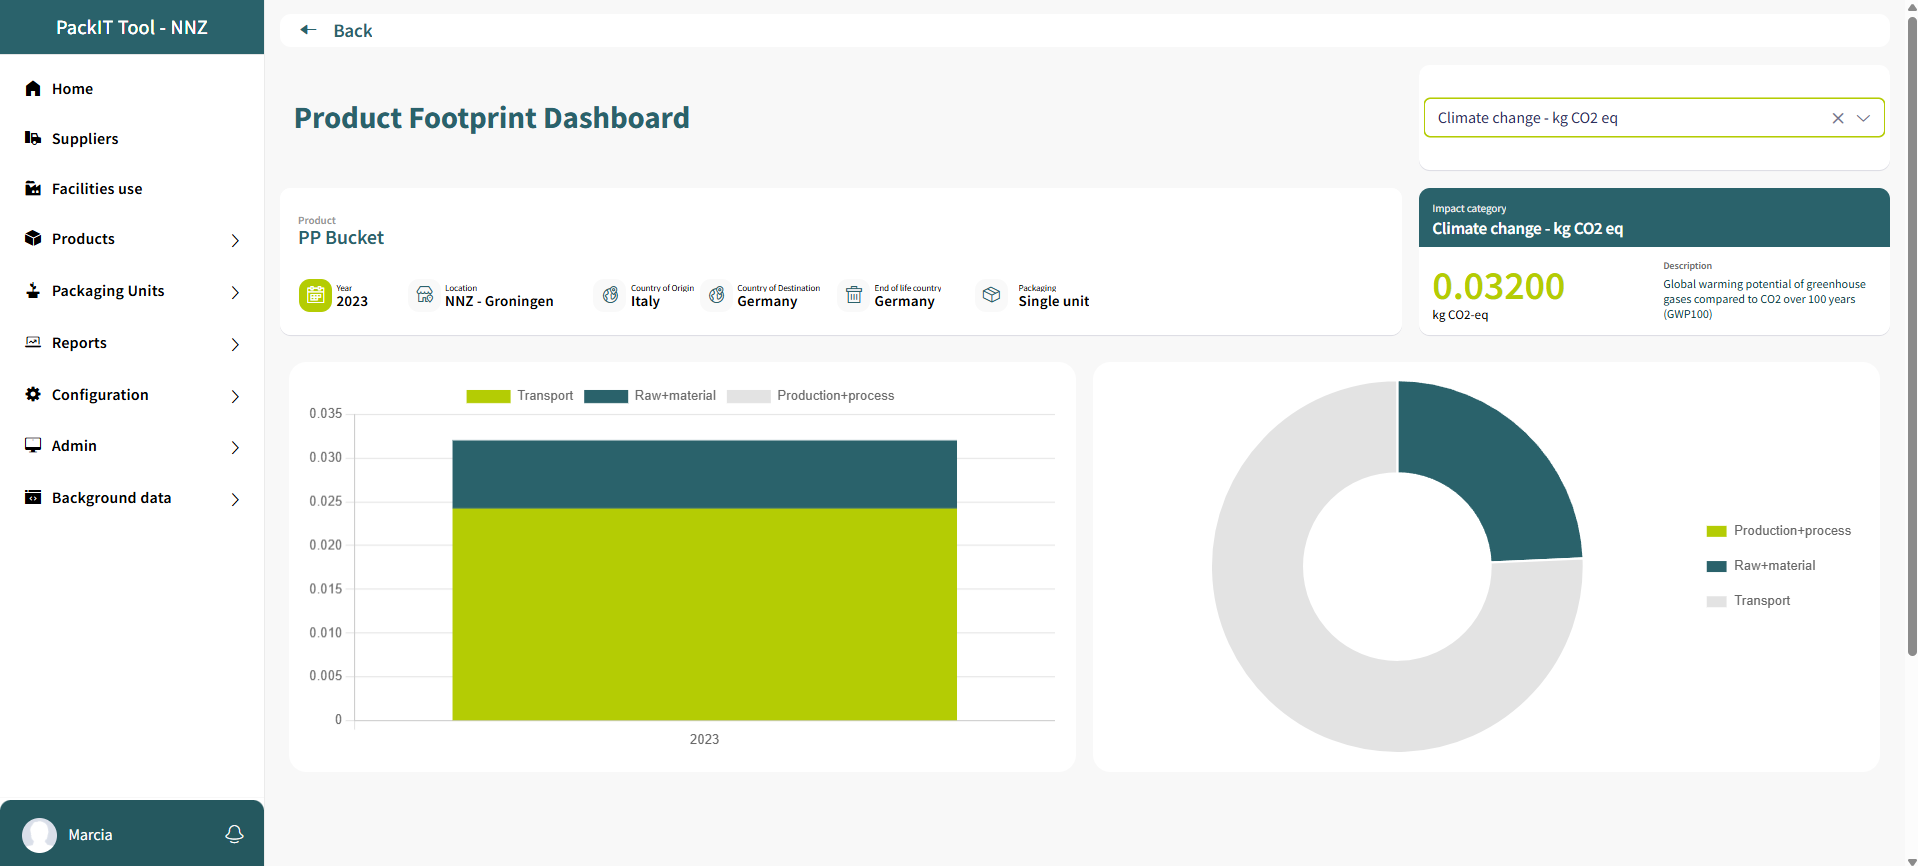 PackIT Tool - NNZ
Home
Suppliers
Facilities use
Products
Packaging Units
Reports
Configuration
Admin
Background data
Marcia
Back
Product Footprint Dashboard
Climate change - kg CO2 eq
Product
PP Bucket
Year
2023
Location
NNZ - Groningen
Country of Origin
Italy
Country of Destination
Germany
End of life country
Germany
Packaging
Single unit
Impact category
Climate change - kg CO2 eq
0.03200
kg CO2-eq
Description
Global warming potential of greenhouse
gases compared to CO2 over 100 years
(GWP100)
Transport Raw+material Production+process
0.035
0.030
0.025
0.020
0.015
0.010
0.005
0
2023
Production+process
Raw+material
Transport